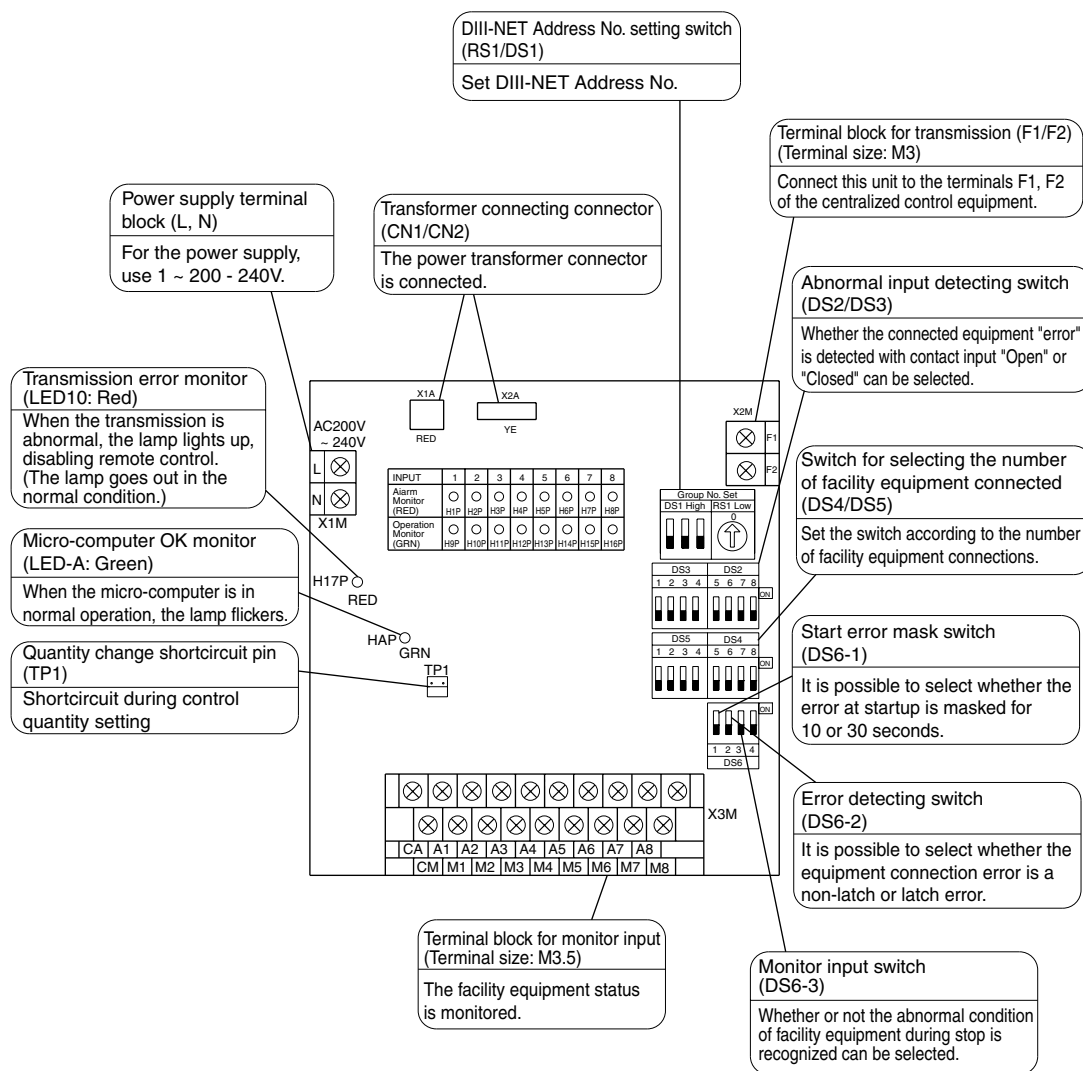 DIII-NET Address No. setting switch
(RS1/DS1)
Set DIII-NET Address No.
Terminal block for transmission (F1/F2)
(Terminal size: M3)
Connect this unit to the terminals F1, F2
of the centralized control equipment.
Power supply terminal
block (L, N)
For the power supply,
use 1 ~ 200 - 240V.
Transformer connecting connector
(CN1/CN2)
The power transformer connector
is connected.
Abnormal input detecting switch
(DS2/DS3)
Whether the connected equipment "error"
is detected with contact input "Open" or
"Closed" can be selected.
Transmission error monitor
(LED10: Red)
When the transmission is
abnormal, the lamp lights up,
disabling remote control.
(The lamp goes out in the
normal condition.)
Switch for selecting the number
of facility equipment connected
(DS4/DS5)
Set the switch according to the number
of facility equipment connections.
Micro-computer OK monitor
(LED-A: Green)
When the micro-computer is in
normal operation, the lamp flickers.
Quantity change shortcircuit pin
(TP1)
Shortcircuit during control
quantity setting
Start error mask switch
(DS6-1)
It is possible to select whether the
error at startup is masked for
10 or 30 seconds.
Error detecting switch
(DS6-2)
It is possible to select whether the
equipment connection error is a
non-latch or latch error.
Terminal block for monitor input
(Terminal size: M3.5)
The facility equipment status
is monitored.
Monitor input switch
(DS6-3)
Whether or not the abnormal condition
of facility equipment during stop is
recognized can be selected.
AC200V
~ 240V
L
N
X1M
X1A
RED
X2A
YE
X2M
F1
F2
INPUT 1 2 3 4 5 6 7 8
Aiarm
Monitor
(RED) H1P H2P H3P H4P H5P H6P H7P H8P
Operation
Monitor
(GRN) H9P H10P H11P H12P H13P H14P H15P H16P
Group No. Set
DS1 High RS1 Low
0
DS3 DS2
1 2 3 4 5 6 7 8
ON
DS5 DS4
1 2 3 4 5 6 7 8
ON
ON
1 2 3 4
DS6
H17P
RED
HAP
GRN
TP1
X3M
CA A1 A2 A3 A4 A5 A6 A7 A8
CM M1 M2 M3 M4 M5 M6 M7 M8